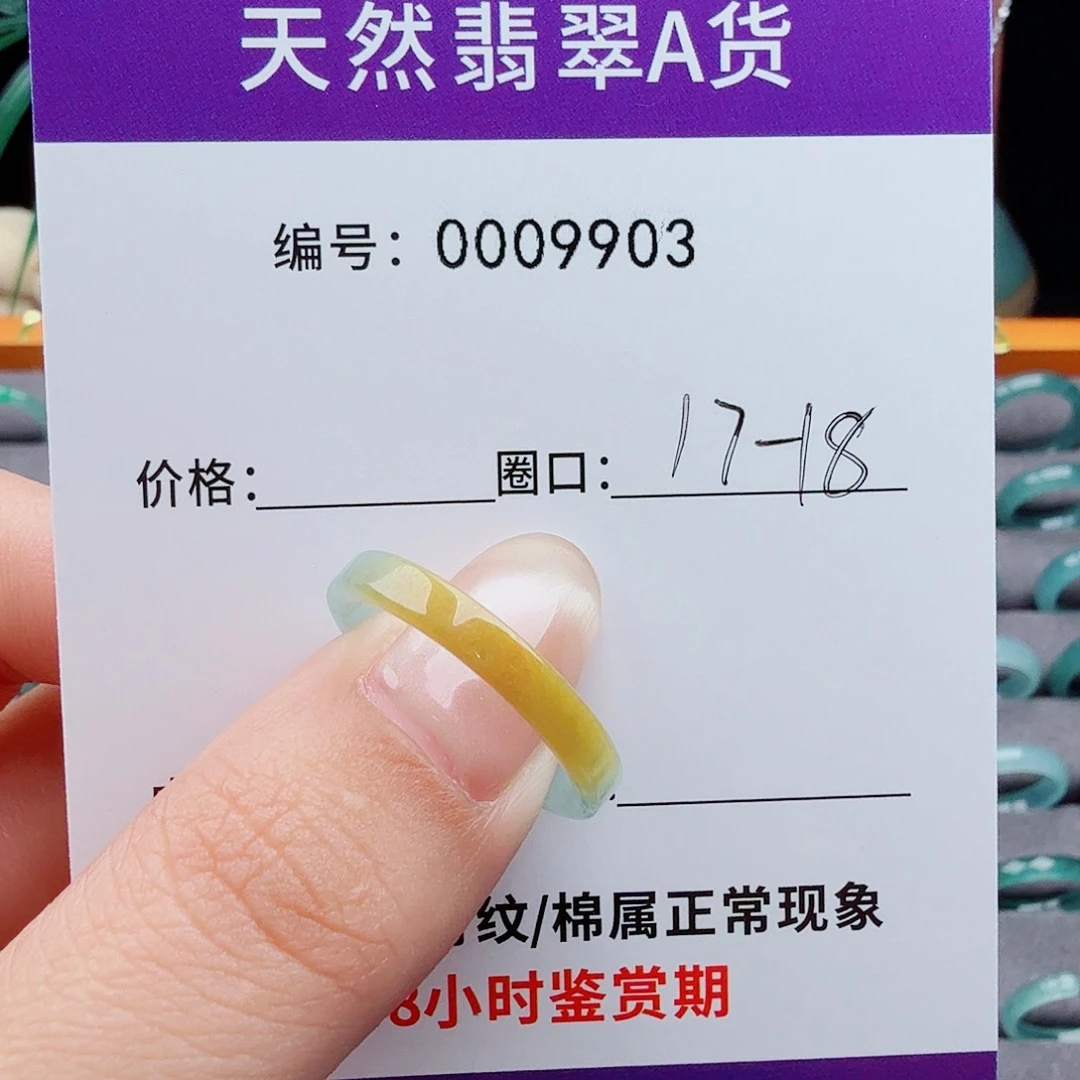 天然翡翠A货
编号：0009903
价格： 圈口：17-18
纹/棉属正常现象
8小时鉴赏期